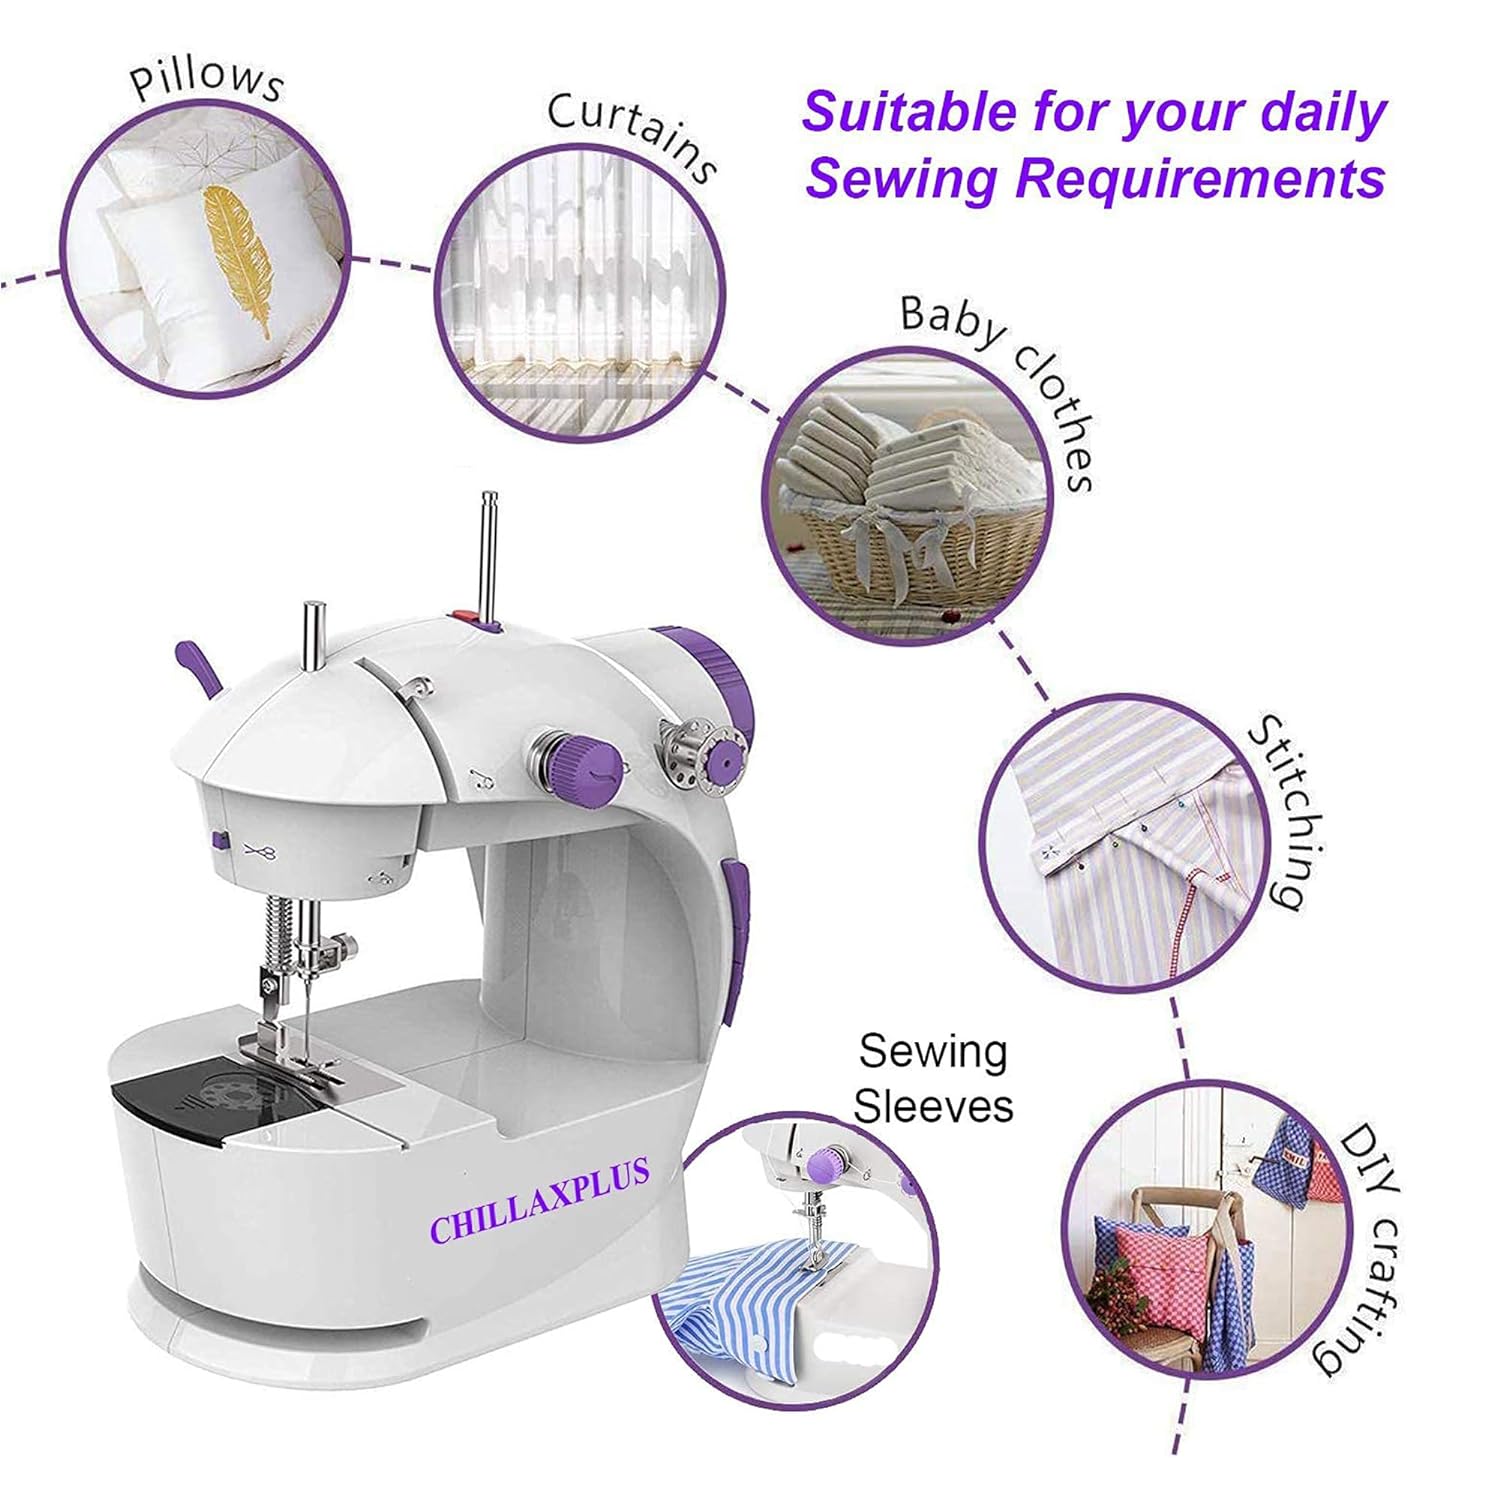 Pillows
Curtains
Suitable for your daily
Sewing Requirements
Baby clothes
Stitching
Sewing
Sleeves
DIY crafting
CHILLAXPLUS